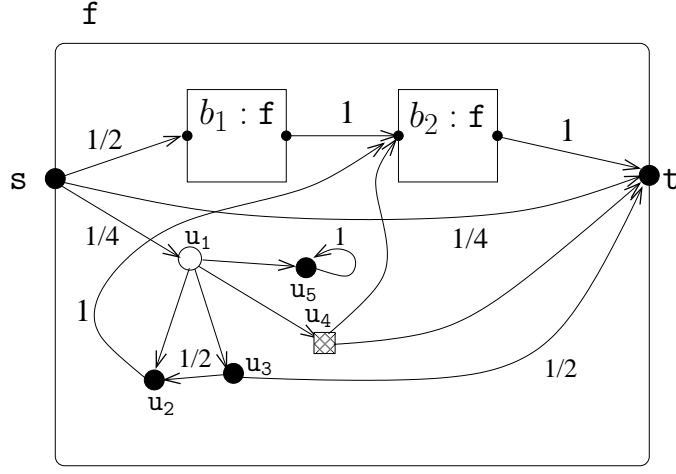 f
b₁ : f
1
b₂ : f
1
1/2
s
t
1/4
u₁
1
1/4
u₅
u₄
1
1/2
u₃
1/2
u₂